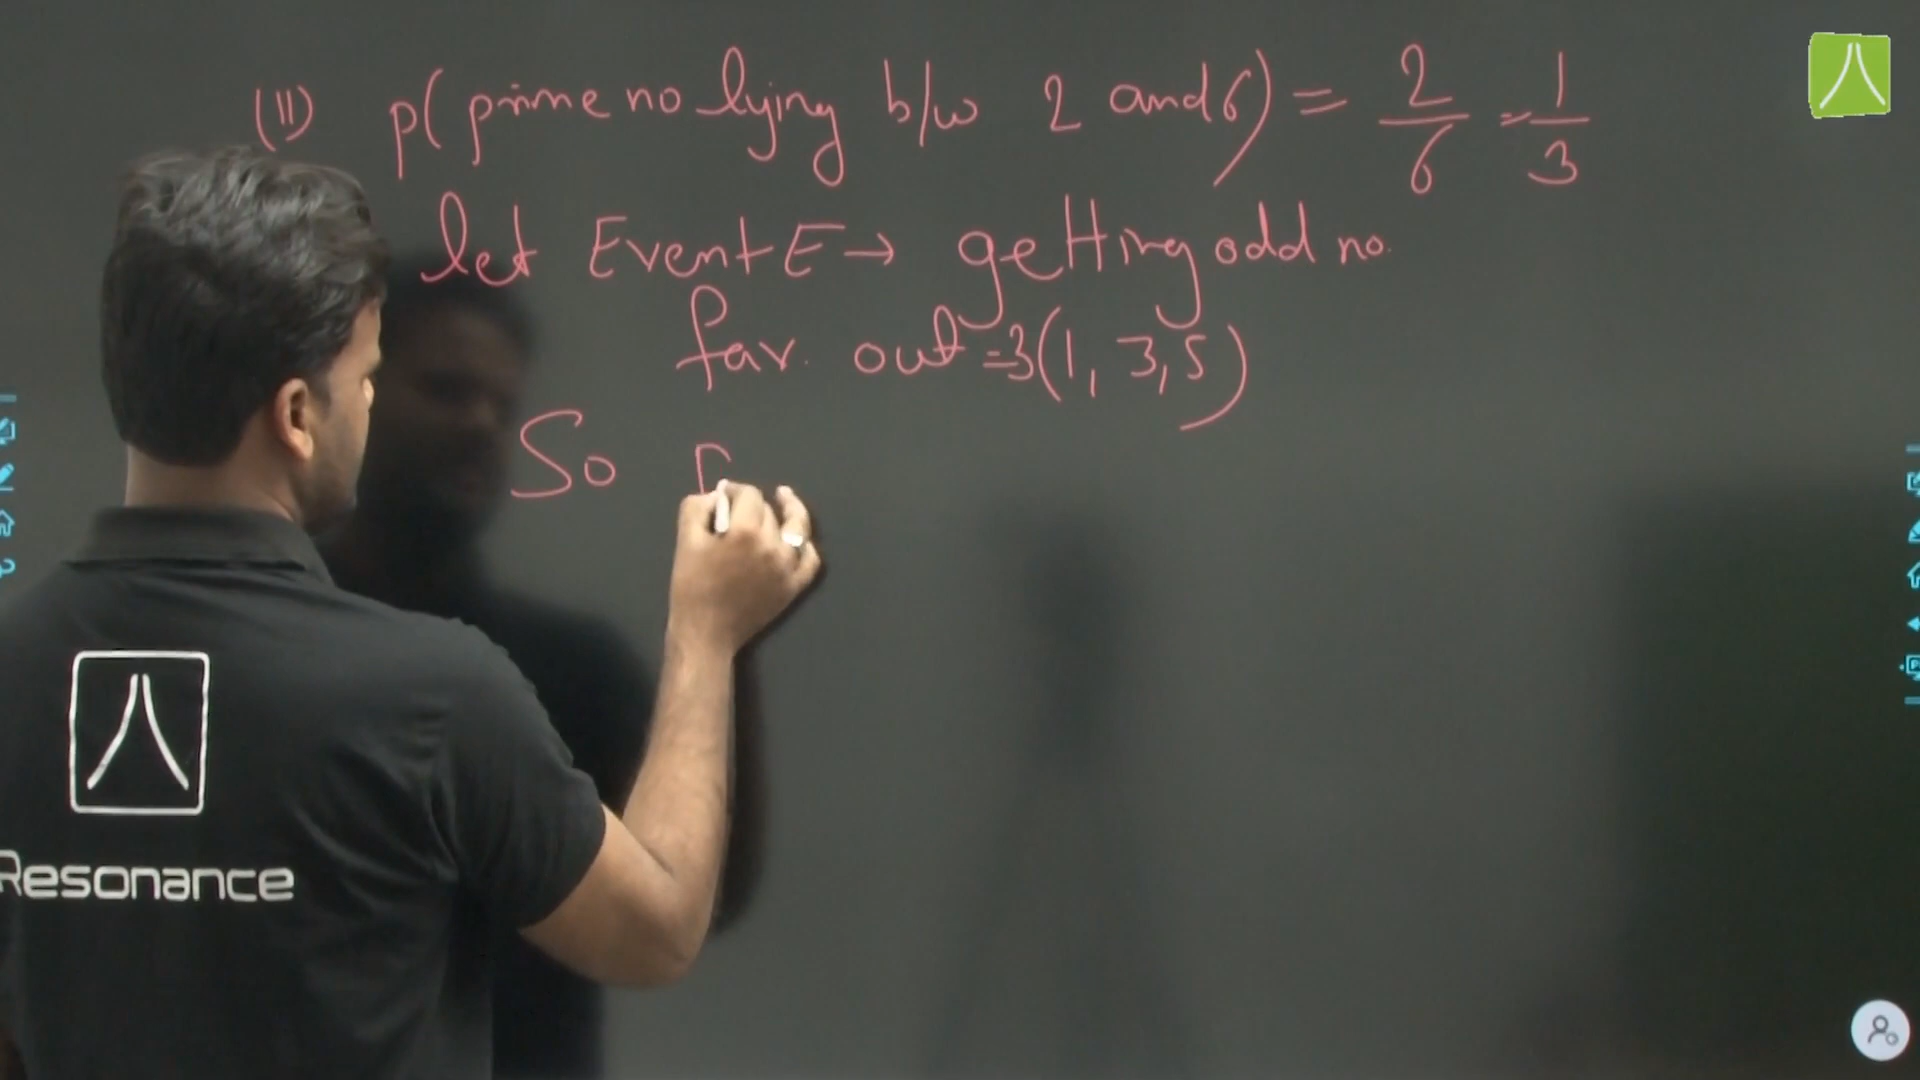 (II) p(prime no lying b/w 2 and 6) = 2/6 = 1/3
let Event E → getting odd no.
fav. out = 3(1, 3, 5)
So
Resonance